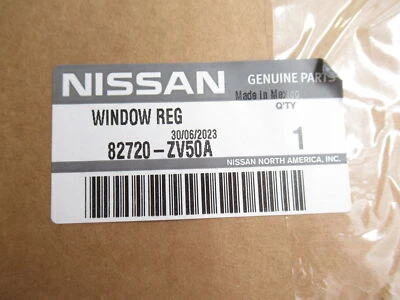 NISSAN
GENUINE PARTS
Made in Mexico
Q'TY
WINDOW REG
30/06/2023
82720-ZV50A
1
NISSAN NORTH AMERICA, INC.